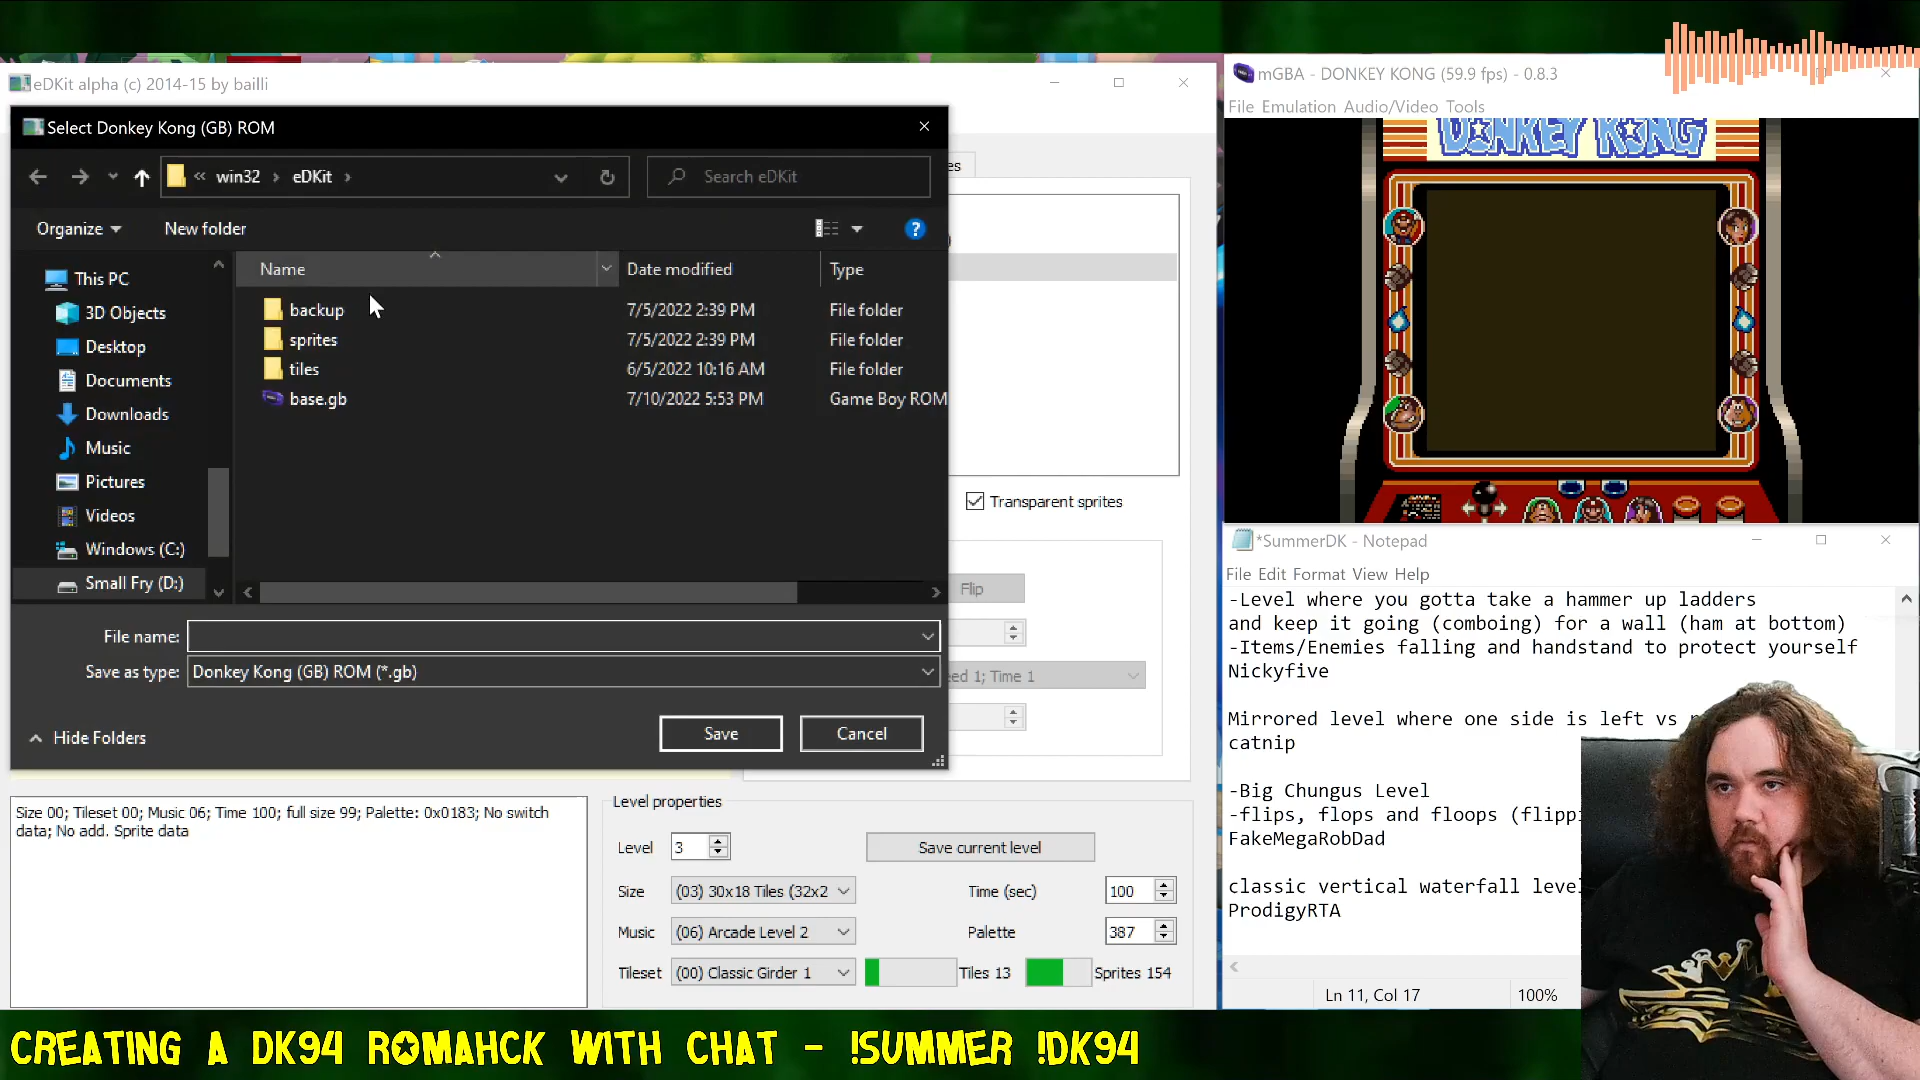 eDKit alpha (c) 2014-15 by bailli
Select Donkey Kong (GB) ROM
« win32 › eDKit ›
Search eDKit
Organize
New folder
?
Name
Date modified
Type
This PC
3D Objects
Desktop
Documents
Downloads
Music
Pictures
Videos
Windows (C:)
Small Fry (D:)
backup 7/5/2022 2:39 PM File folder
sprites 7/5/2022 2:39 PM File folder
tiles 6/5/2022 10:16 AM File folder
base.gb 7/10/2022 5:53 PM Game Boy ROM
File name:
Save as type: Donkey Kong (GB) ROM (*.gb)
Hide Folders
Save
Cancel
es
)
Transparent sprites
Flip
eed 1; Time 1
Size 00; Tileset 00; Music 06; Time 100; full size 99; Palette: 0x0183; No switch
data; No add. Sprite data
Level properties
Level 3
Save current level
Size (03) 30x18 Tiles (32x2
Time (sec) 100
Music (06) Arcade Level 2
Palette 387
Tileset (00) Classic Girder 1
Tiles 13
Sprites 154
mGBA - DONKEY KONG (59.9 fps) - 0.8.3
File Emulation Audio/Video Tools
DONKEY KONG
*SummerDK - Notepad
File Edit Format View Help
-Level where you gotta take a hammer up ladders
and keep it going (comboing) for a wall (ham at bottom)
-Items/Enemies falling and handstand to protect yourself
Nickyfive
Mirrored level where one side is left vs
catnip
-Big Chungus Level
-flips, flops and floops (flippi
FakeMegaRobDad
classic vertical waterfall level
ProdigyRTA
Ln 11, Col 17
100%
CREATING A DK94 ROMAHCK WITH CHAT - !SUMMER !DK94